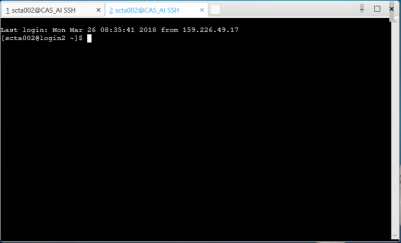 1 scta002@CAS_AI SSH × 2 scta002@CAS_AI SSH ×
Last login: Mon Mar 26 08:35:41 2018 from 159.226.49.17
[scta002@login2 ~]$